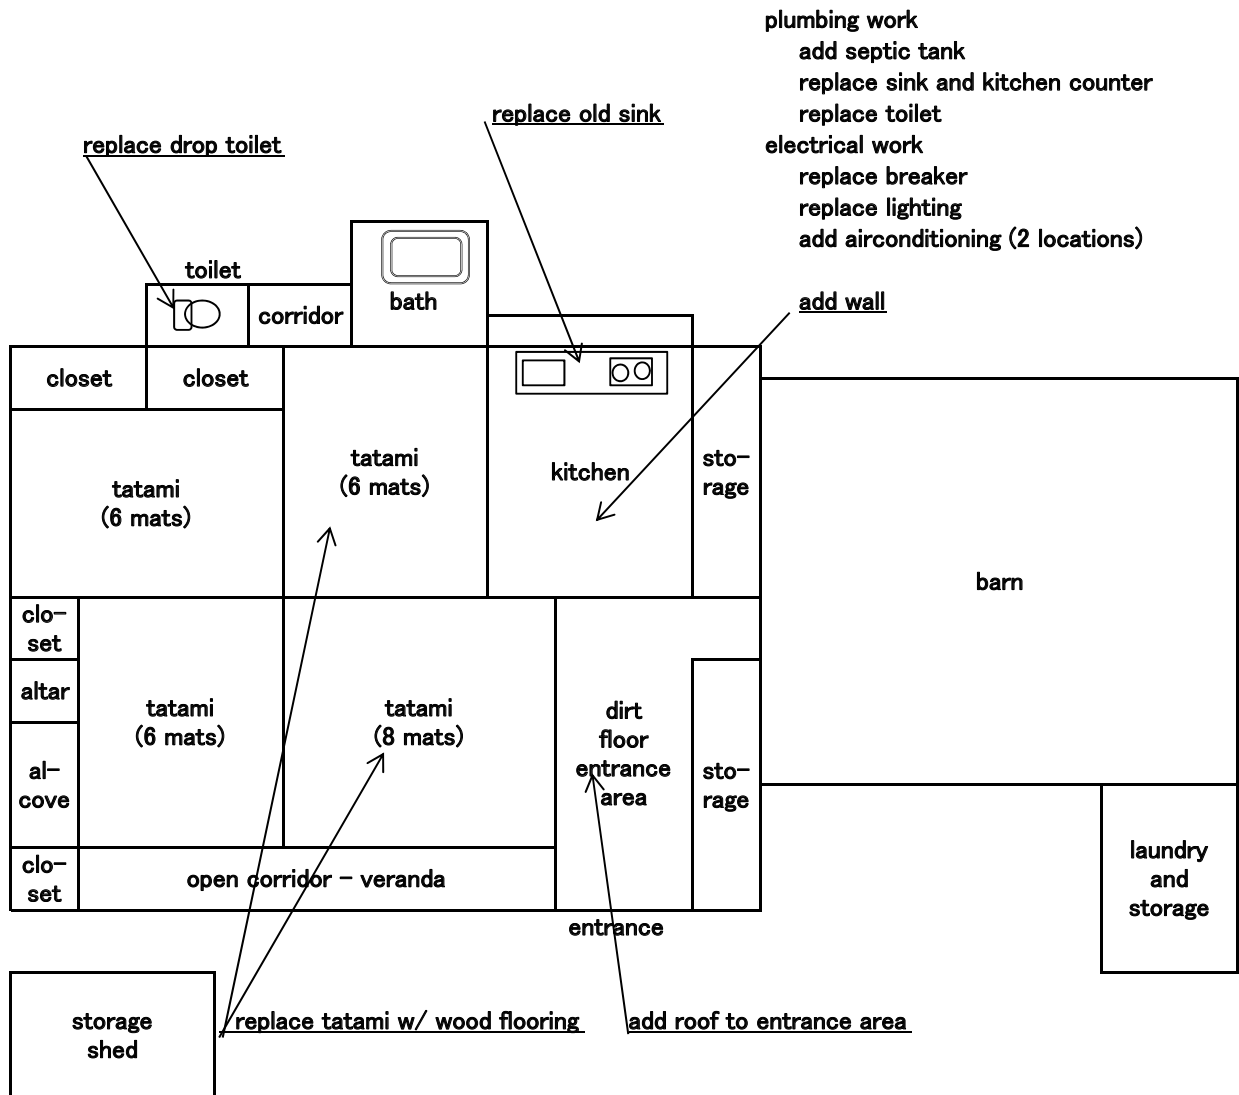 plumbing work
add septic tank
replace sink and kitchen counter
replace toilet
electrical work
replace breaker
replace lighting
add airconditioning (2 locations)
replace old sink
replace drop toilet
add wall
toilet
corridor
bath
closet
closet
tatami
(6 mats)
tatami
(6 mats)
kitchen
sto-
rage
barn
clo-
set
altar
al-
cove
clo-
set
tatami
(6 mats)
tatami
(8 mats)
dirt
floor
entrance
area
sto-
rage
open corridor - veranda
entrance
laundry
and
storage
storage
shed
replace tatami w/ wood flooring
add roof to entrance area